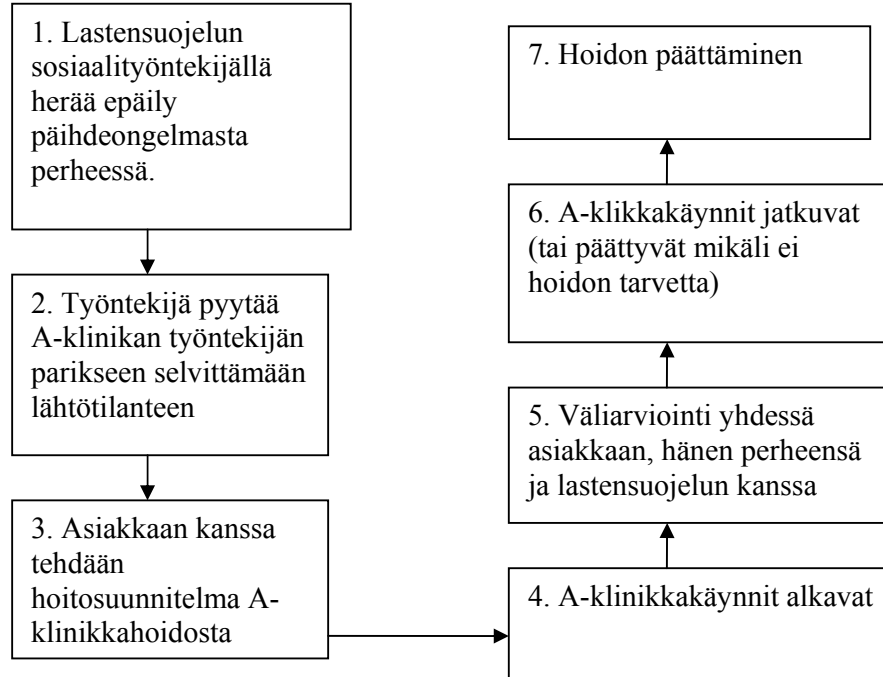 1. Lastensuojelun
sosiaalityöntekijällä
herää epäily
päihdeongelmasta
perheessä.
2. Työntekijä pyytää
A-klinikan työntekijän
parikseen selvittämään
lähtötilanteen
3. Asiakkaan kanssa
tehdään
hoitosuunnitelma A-
klinikkahoidosta
4. A-klinikkakäynnit alkavat
5. Väliarviointi yhdessä
asiakkaan, hänen perheensä
ja lastensuojelun kanssa
6. A-klikkakäynnit jatkuvat
(tai päättyvät mikäli ei
hoidon tarvetta)
7. Hoidon päättäminen